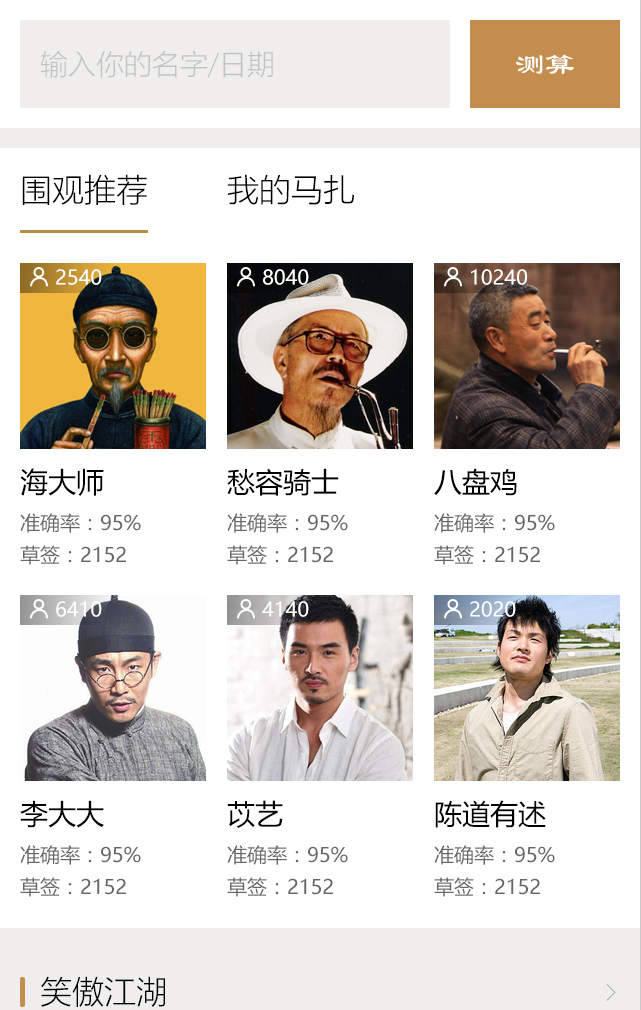 输入你的名字/日期
测算
围观推荐 我的马扎
2540 8040 10240
海大师 愁容骑士 八盘鸡
准确率：95% 准确率：95% 准确率：95%
草签：2152 草签：2152 草签：2152
6410 4140 2020
李大大 苡艺 陈道有述
准确率：95% 准确率：95% 准确率：95%
草签：2152 草签：2152 草签：2152
笑傲江湖